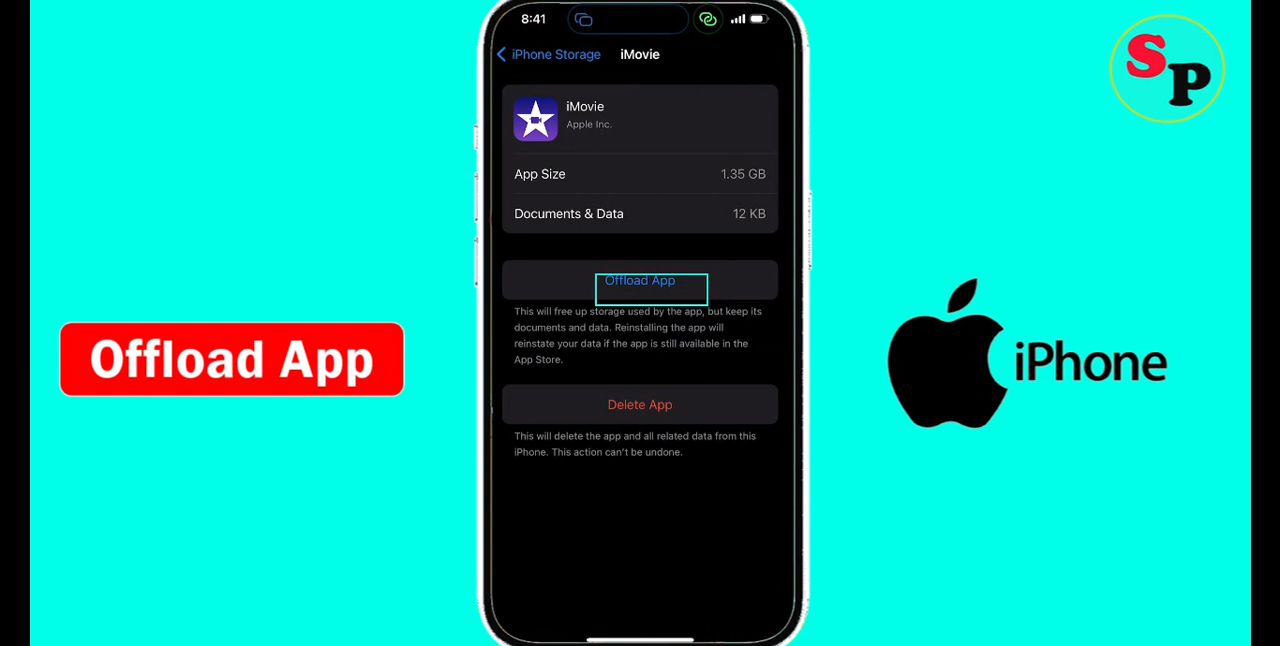 8:41
iPhone Storage
iMovie
iMovie
Apple Inc.
App Size
1.35 GB
Documents & Data
12 KB
Offload App
This will free up storage used by the app, but keep its
documents and data. Reinstalling the app will
reinstate your data if the app is still available in the
App Store.
Delete App
This will delete the app and all related data from this
iPhone. This action can't be undone.
Offload App
iPhone
SP